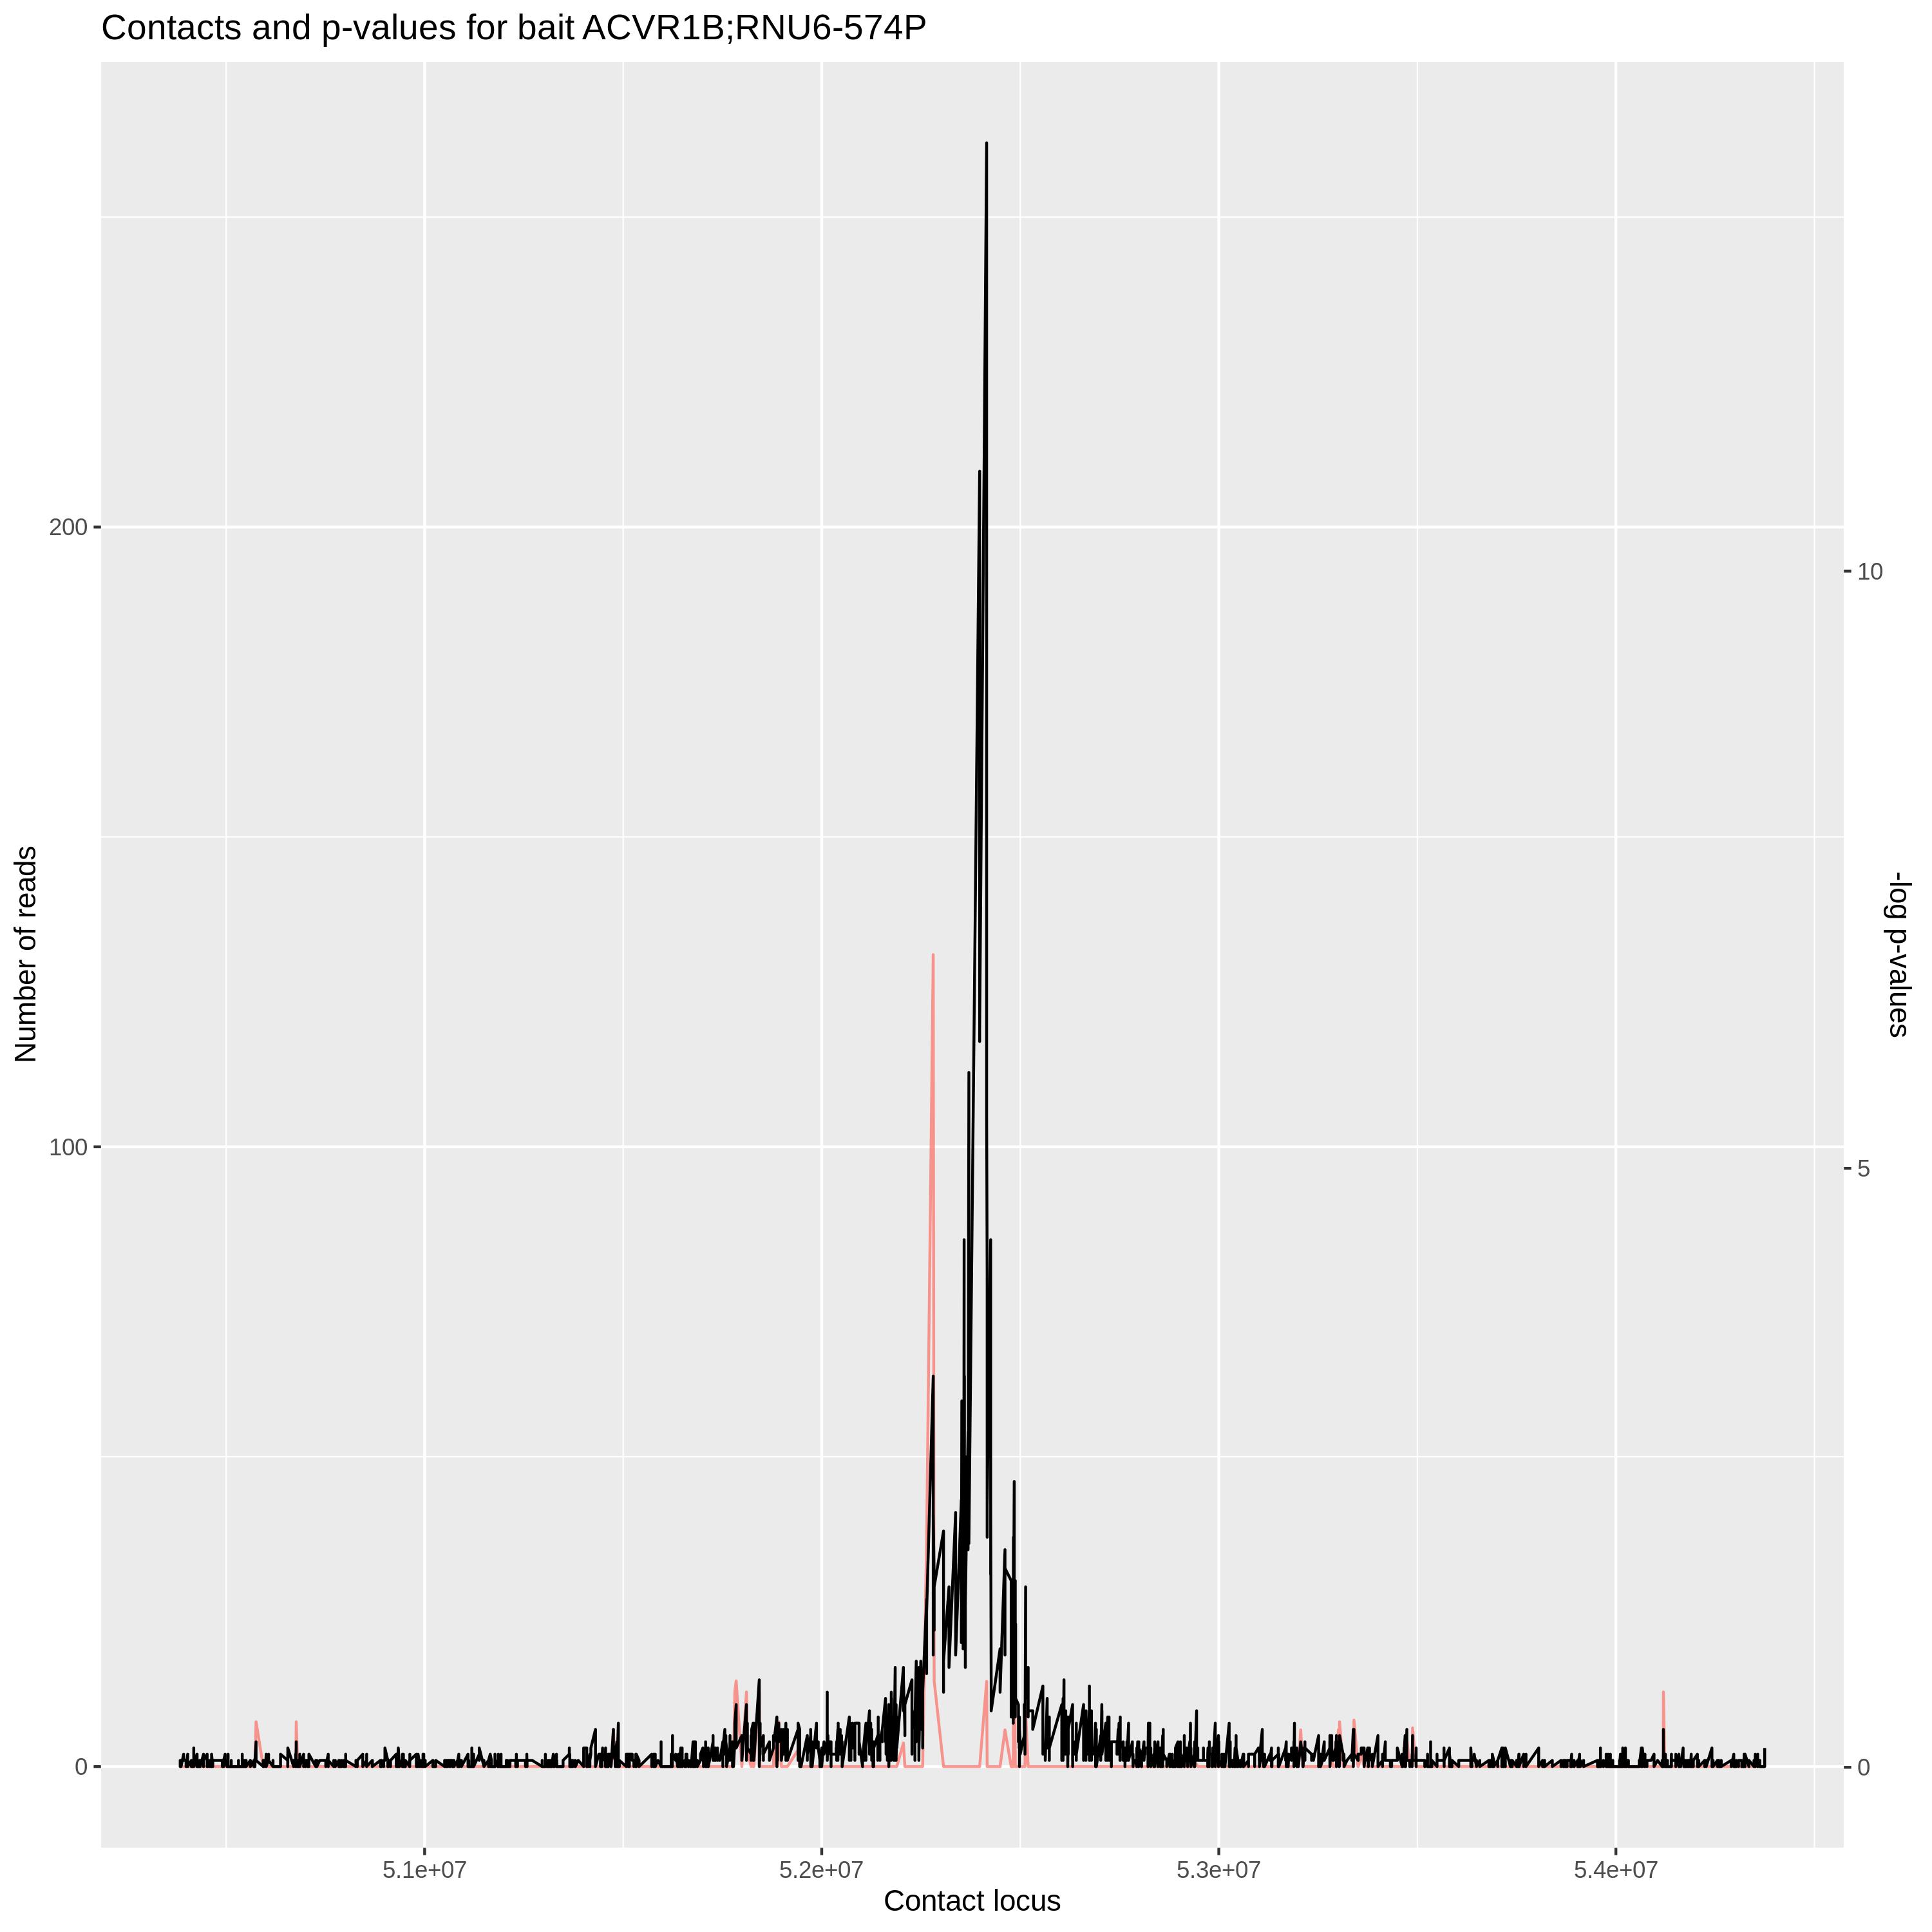 Contacts and p-values for bait ACVR1B;RNU6-574P
Number of reads
200
100
0
10
5
0
-log p-values
5.1e+07
5.2e+07
5.3e+07
5.4e+07
Contact locus